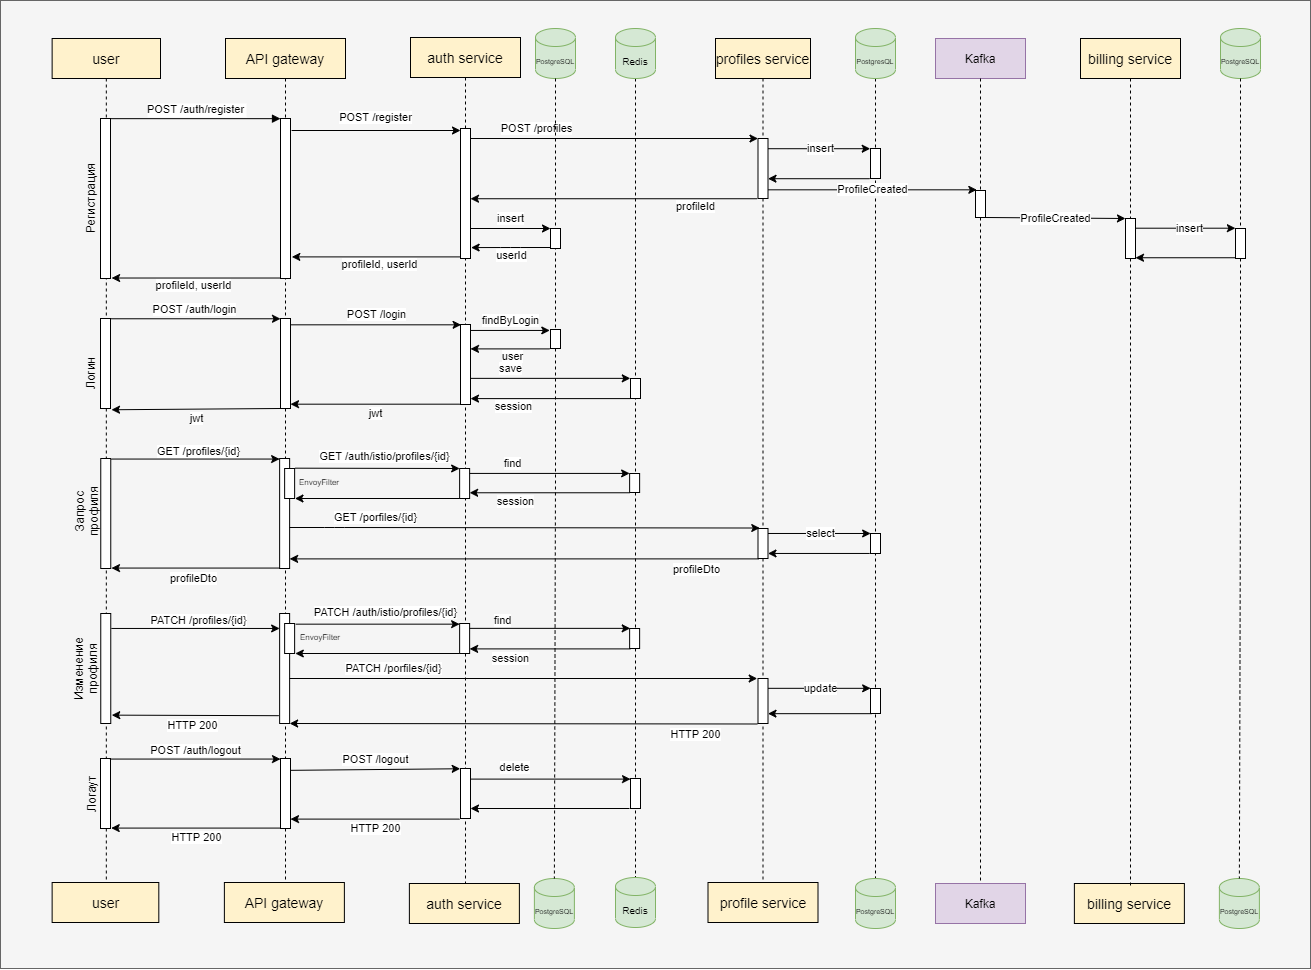 user
API gateway
auth service
PostgreSQL
Redis
profiles service
PostgresQL
Kafka
billing service
PostgreSQL
Регистрация
POST /auth/register
POST /register
POST /profiles
insert
ProfileCreated
profileId
ProfileCreated
insert
insert
userId
profileId, userId
profileId, userId
Логин
POST /auth/login
POST /login
findByLogin
user
save
session
jwt
jwt
Запрос
профиля
GET /profiles/{id}
GET /auth/istio/profiles/{id}
find
EnvoyFilter
session
GET /porfiles/{id}
select
profileDto
profileDto
Изменение
профиля
PATCH /profiles/{id}
PATCH /auth/istio/profiles/{id}
find
EnvoyFilter
session
PATCH /porfiles/{id}
update
HTTP 200
HTTP 200
Логаут
POST /auth/logout
POST /logout
delete
HTTP 200
HTTP 200
user
API gateway
auth service
PostgreSQL
Redis
profile service
PostgreSQL
Kafka
billing service
PostgreSQL